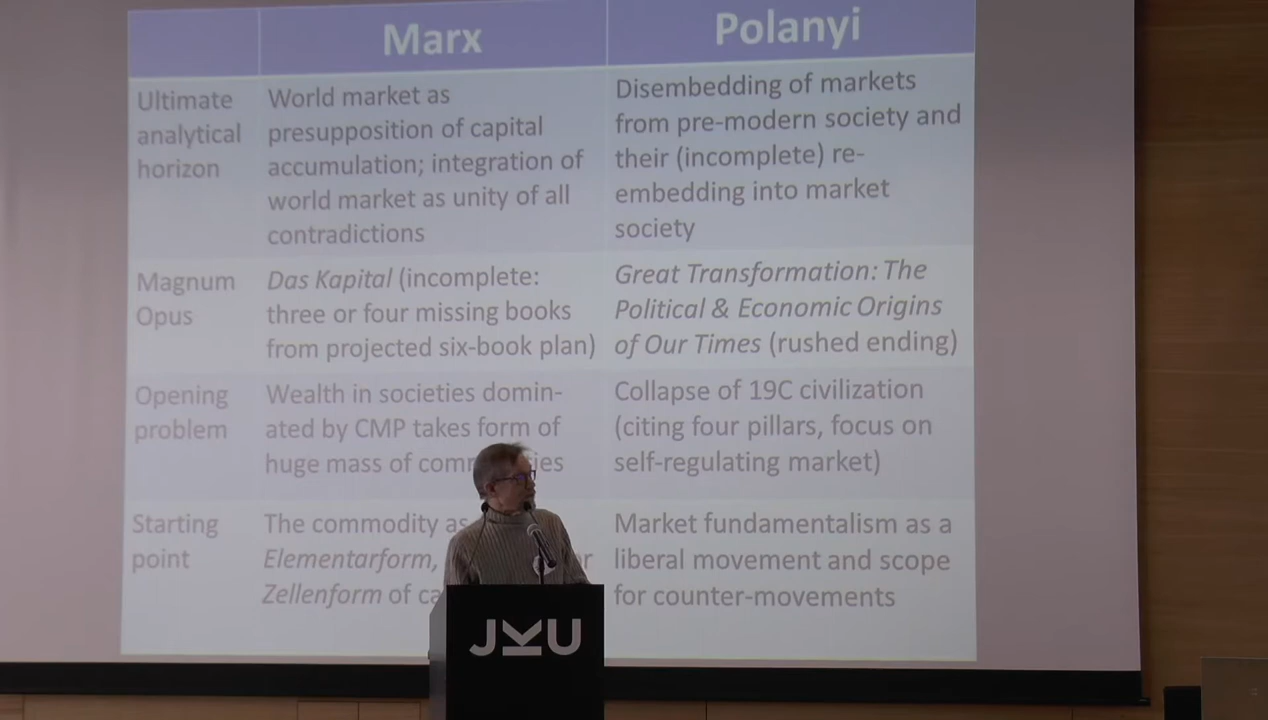 Marx
Polanyi
Ultimate
analytical
horizon
World market as
presupposition of capital
accumulation; integration of
world market as unity of all
contradictions
Disembedding of markets
from pre-modern society and
their (incomplete) re-
embedding into market
society
Magnum
Opus
Das Kapital (incomplete:
three or four missing books
from projected six-book plan)
Great Transformation: The
Political & Economic Origins
of Our Times (rushed ending)
Opening
problem
Wealth in societies domin-
ated by CMP takes form of
huge mass of
Collapse of 19C civilization
(citing four pillars, focus on
self-regulating market)
Starting
point
The commodity as
Elementarform,
Zellenform of
Market fundamentalism as a
liberal movement and scope
for counter-movements
JKU